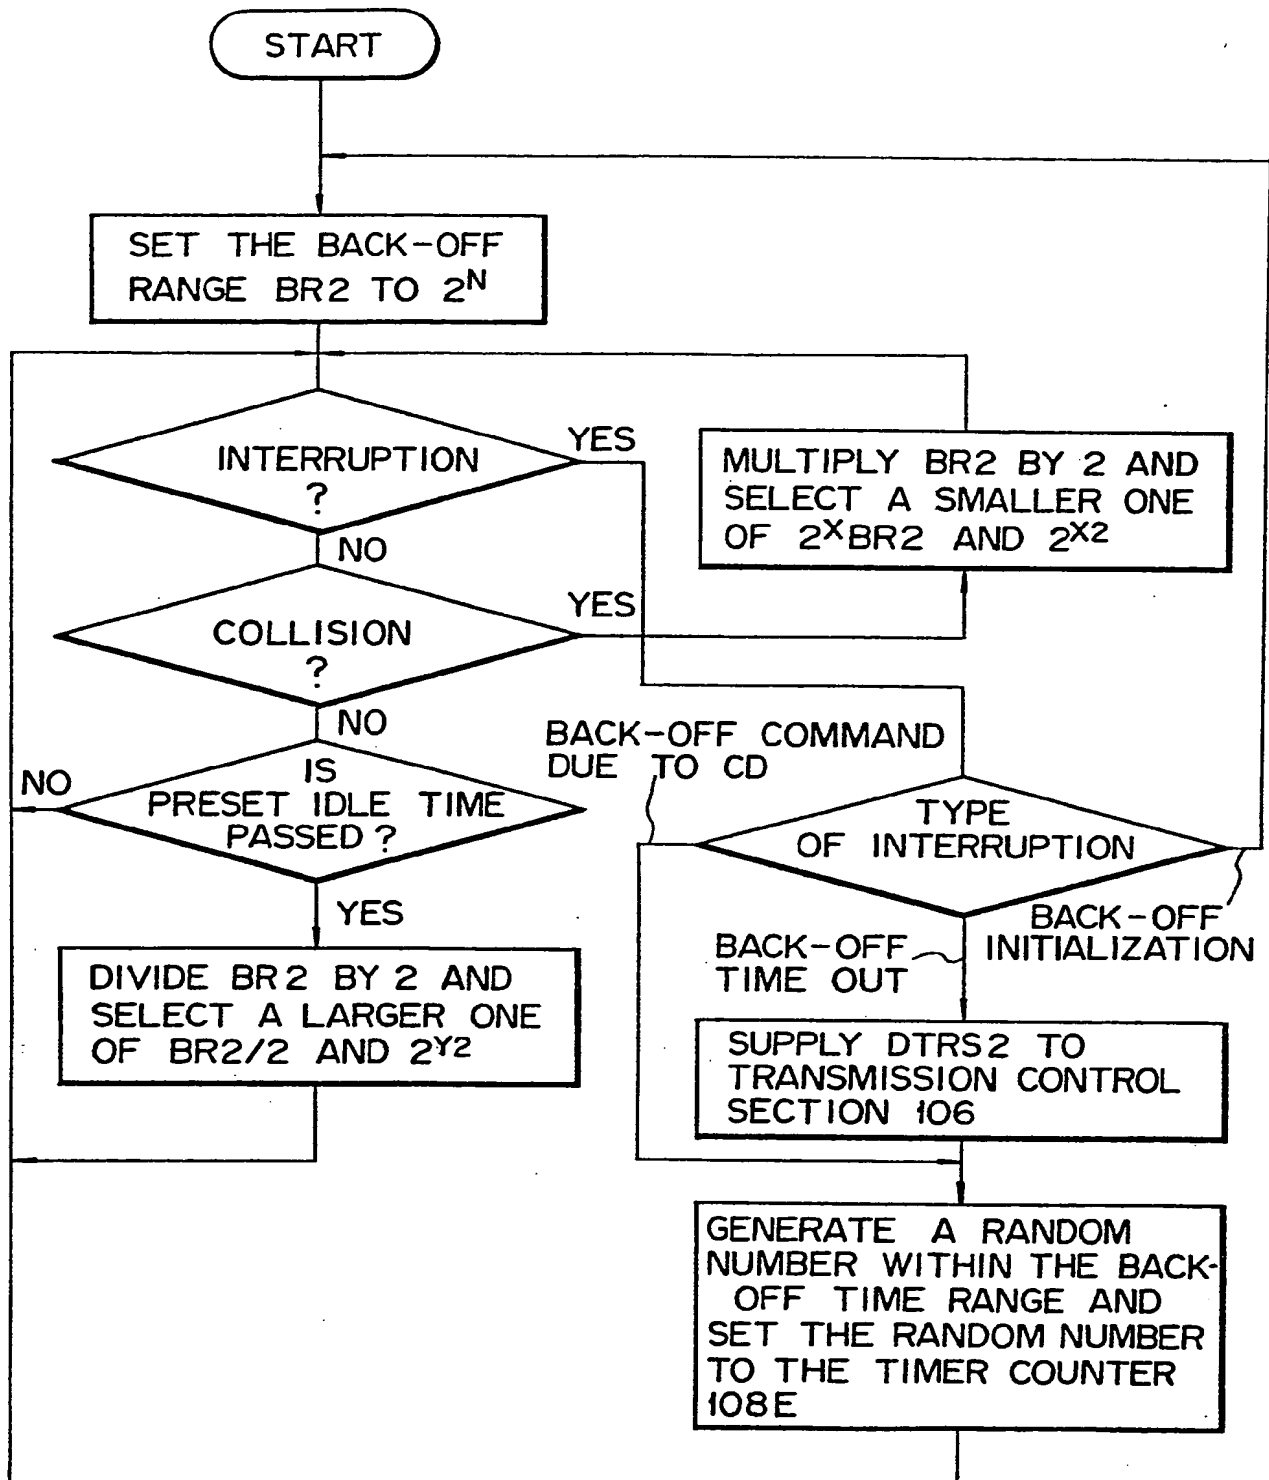 START
SET THE BACK-OFF
RANGE BR2 TO 2^N
INTERRUPTION
?
YES
NO
MULTIPLY BR2 BY 2 AND
SELECT A SMALLER ONE
OF 2^XBR2 AND 2^X2
COLLISION
?
YES
NO
IS
PRESET IDLE TIME
PASSED?
NO
YES
BACK-OFF COMMAND
DUE TO CD
TYPE
OF INTERRUPTION
BACK-OFF
INITIALIZATION
BACK-OFF
TIME OUT
DIVIDE BR2 BY 2 AND
SELECT A LARGER ONE
OF BR2/2 AND 2^Y2
SUPPLY DTRS2 TO
TRANSMISSION CONTROL
SECTION 106
GENERATE A RANDOM
NUMBER WITHIN THE BACK-
OFF TIME RANGE AND
SET THE RANDOM NUMBER
TO THE TIMER COUNTER
108E